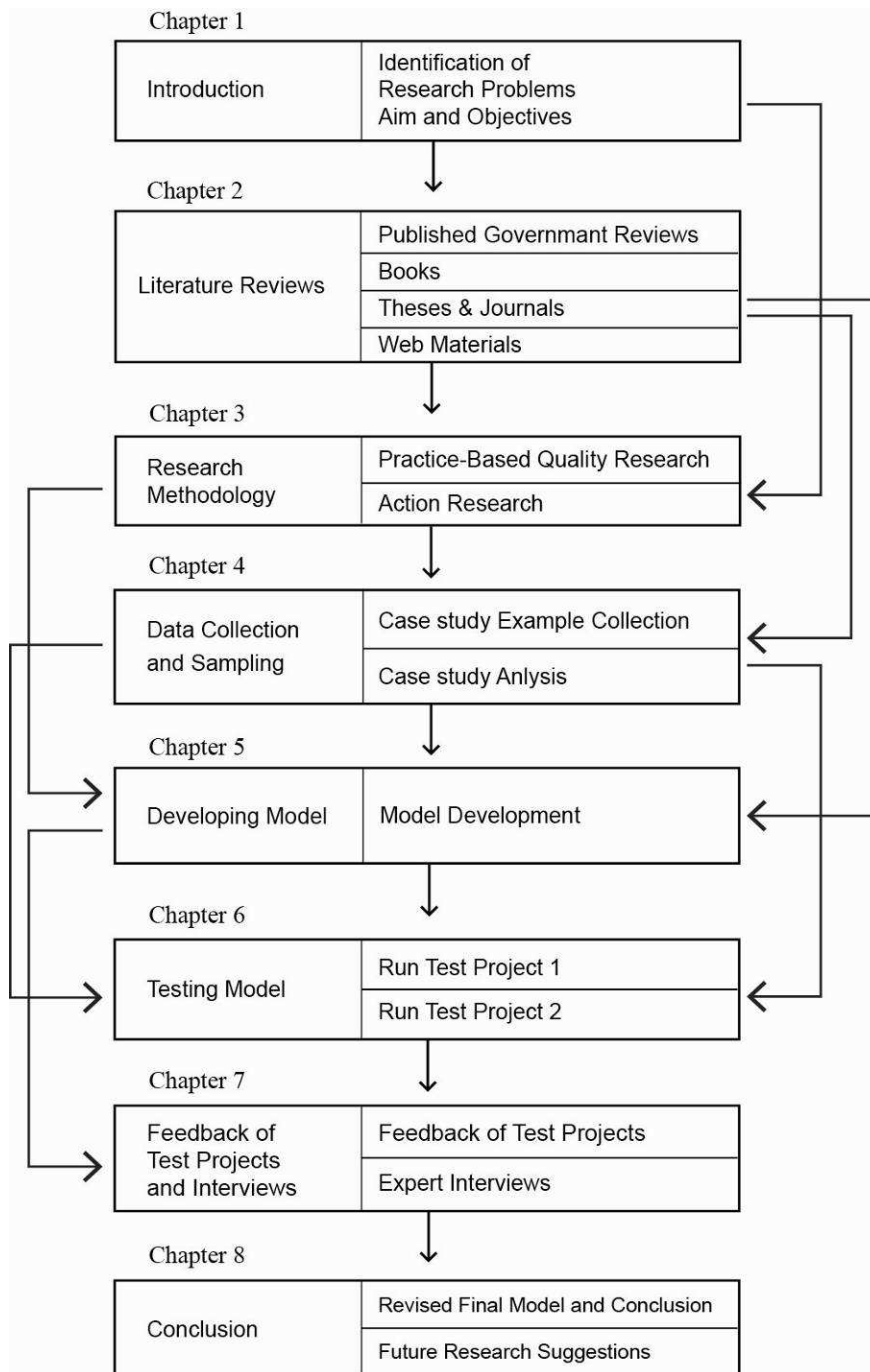 Chapter 1
Introduction
Identification of
Research Problems
Aim and Objectives
Chapter 2
Literature Reviews
Published Governmant Reviews
Books
Theses & Journals
Web Materials
Chapter 3
Research
Methodology
Practice-Based Quality Research
Action Research
Chapter 4
Data Collection
and Sampling
Case study Example Collection
Case study Anlysis
Chapter 5
Developing Model
Model Development
Chapter 6
Testing Model
Run Test Project 1
Run Test Project 2
Chapter 7
Feedback of
Test Projects
and Interviews
Feedback of Test Projects
Expert Interviews
Chapter 8
Conclusion
Revised Final Model and Conclusion
Future Research Suggestions